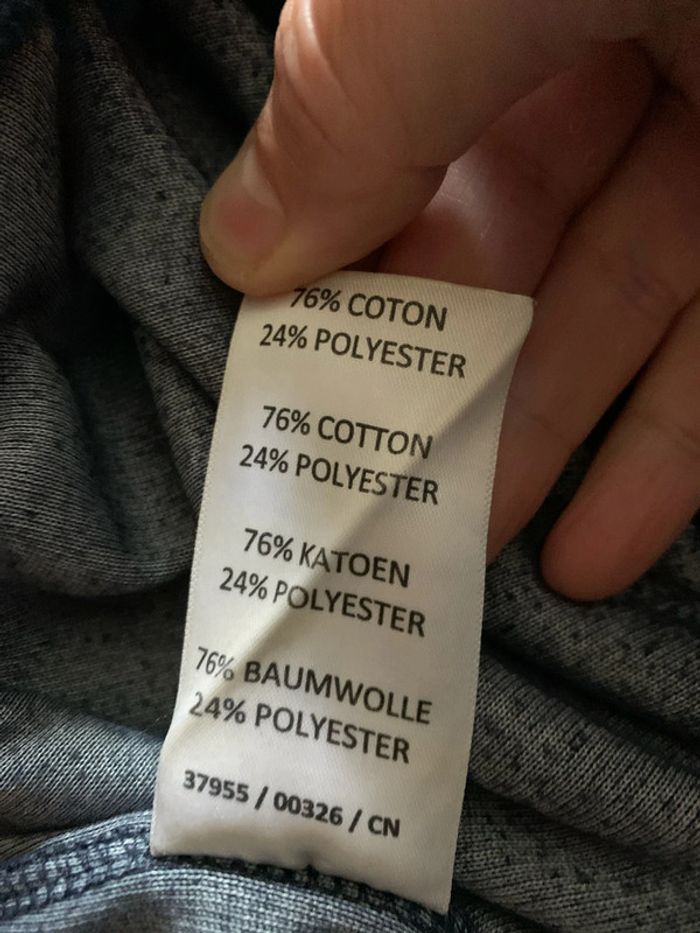 76% COTON
24% POLYESTER
76% COTTON
24% POLYESTER
76% KATOEN
24% POLYESTER
76% BAUMWOLLE
24% POLYESTER
37955 / 00326 / CN